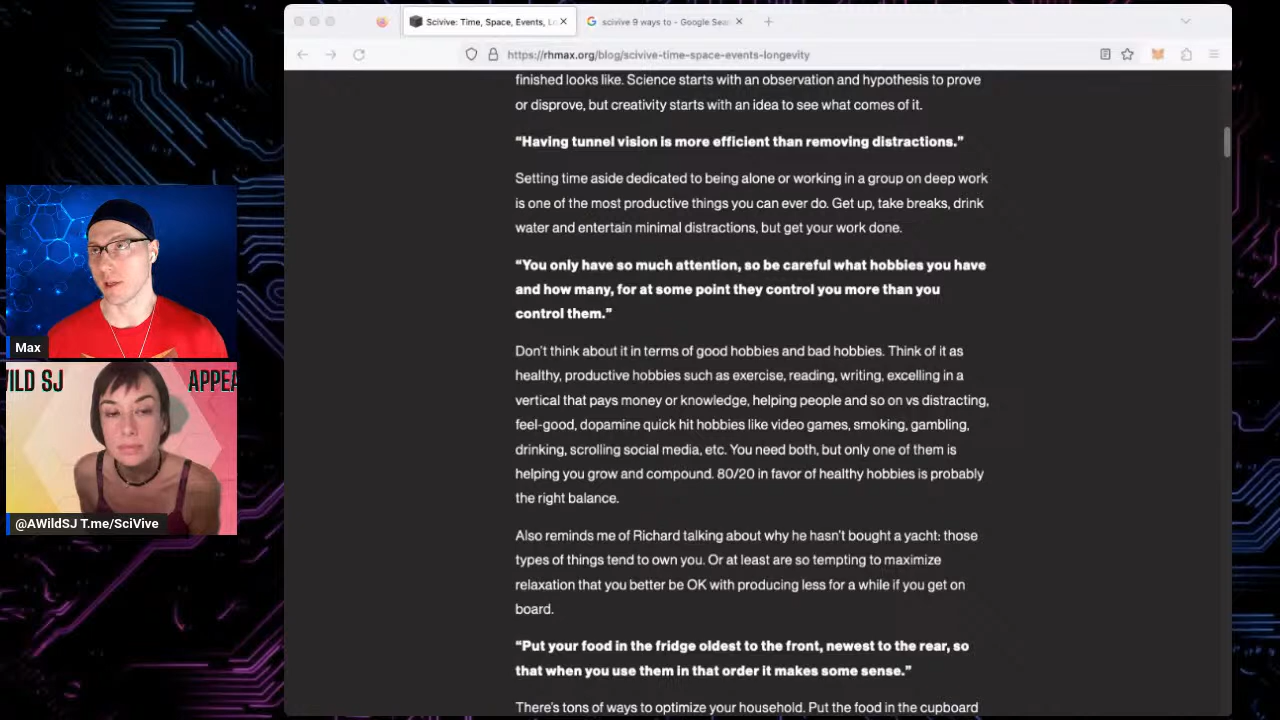 Scivive: Time, Space, Events, Lo
scivive 9 ways to - Google Sea
https://rhmax.org/blog/scivive-time-space-events-longevity
finished looks like. Science starts with an observation and hypothesis to prove
or disprove, but creativity starts with an idea to see what comes of it.
“Having tunnel vision is more efficient than removing distractions.”
Setting time aside dedicated to being alone or working in a group on deep work
is one of the most productive things you can ever do. Get up, take breaks, drink
water and entertain minimal distractions, but get your work done.
“You only have so much attention, so be careful what hobbies you have
and how many, for at some point they control you more than you
control them.”
Don't think about it in terms of good hobbies and bad hobbies. Think of it as
healthy, productive hobbies such as exercise, reading, writing, excelling in a
vertical that pays money or knowledge, helping people and so on vs distracting,
feel-good, dopamine quick hit hobbies like video games, smoking, gambling,
drinking, scrolling social media, etc. You need both, but only one of them is
helping you grow and compound. 80/20 in favor of healthy hobbies is probably
the right balance.
Also reminds me of Richard talking about why he hasn't bought a yacht: those
types of things tend to own you. Or at least are so tempting to maximize
relaxation that you better be OK with producing less for a while if you get on
board.
“Put your food in the fridge oldest to the front, newest to the rear, so
that when you use them in that order it makes some sense.”
There's tons of ways to optimize your household. Put the food in the cupboard
Max
WILD SJ
APPEA
@AWildSJ T.me/SciVive